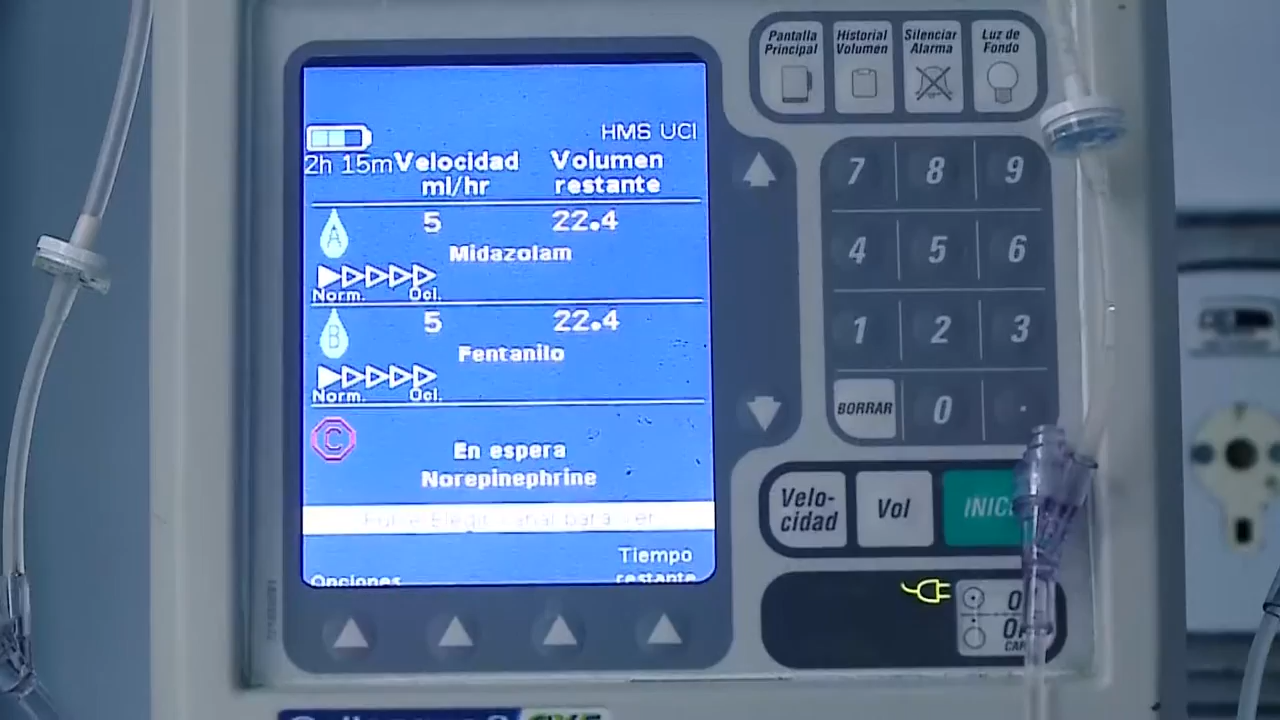 Pantalla Principal
Historial Volumen
Silenciar Alarma
Luz de Fondo
HMS UCI
2h 15m
Velocidad ml/hr
Volumen restante
A
5
22.4
Midazolam
Norm.
Ocl.
B
5
22.4
Fentanilo
Norm.
Ocl.
C
En espera
Norepinephrine
Opciones
Tiempo restante
7 8 9
4 5 6
1 2 3
BORRAR 0 .
Velo-
cidad
Vol